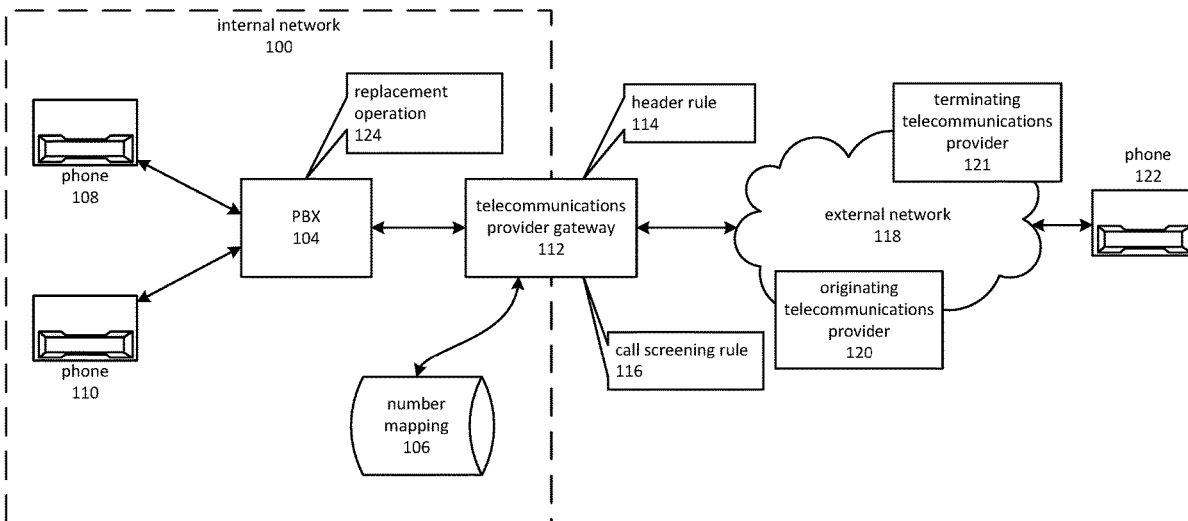 internal network
100
phone
108
phone
110
replacement
operation
124
PBX
104
number
mapping
106
telecommunications
provider gateway
112
header rule
114
call screening rule
116
external network
118
terminating
telecommunications
provider
121
originating
telecommunications
provider
120
phone
122